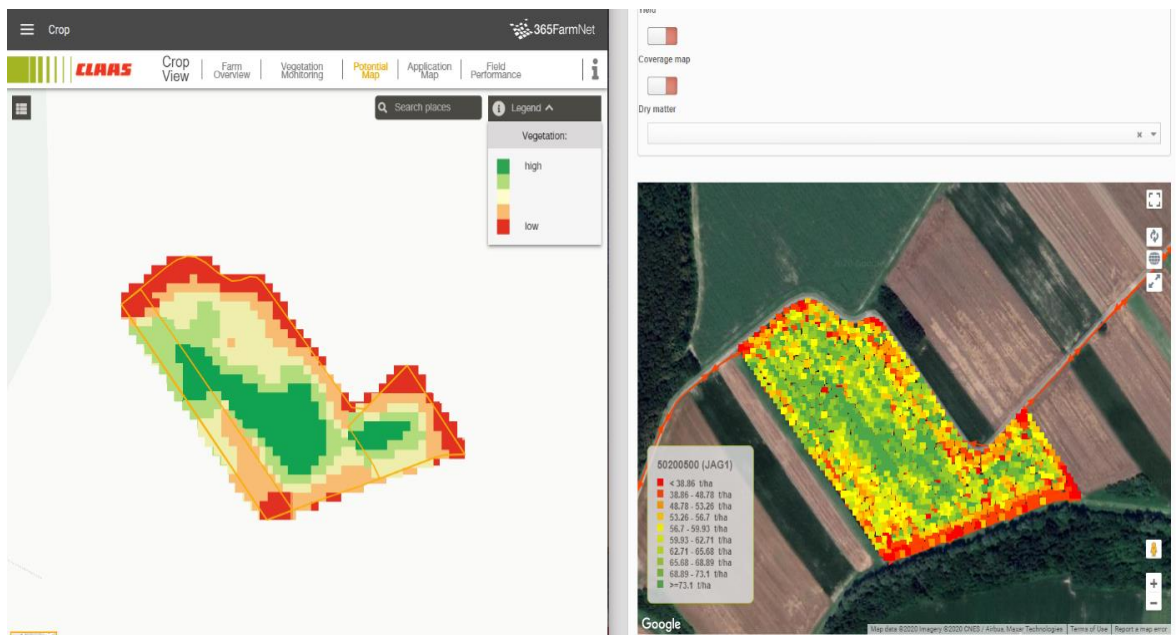 Crop
365FarmNet
CLAAS
Crop View
Farm Overview
Vegetation Monitoring
Potential Map
Application Map
Field Performance
Search places
Legend
Vegetation:
high
low
Yield
Coverage map
Dry matter
50200500 (JAG1)
< 38.86 t/ha
38.86 - 48.78 t/ha
48.78 - 53.26 t/ha
53.26 - 56.7 t/ha
56.7 - 59.93 t/ha
59.93 - 62.71 t/ha
62.71 - 65.68 t/ha
65.68 - 68.89 t/ha
68.89 - 73.1 t/ha
>=73.1 t/ha
Google
Map data ©2020 Imagery ©2020 CNES / Airbus, Maxar Technologies
Terms of Use
Report a map error